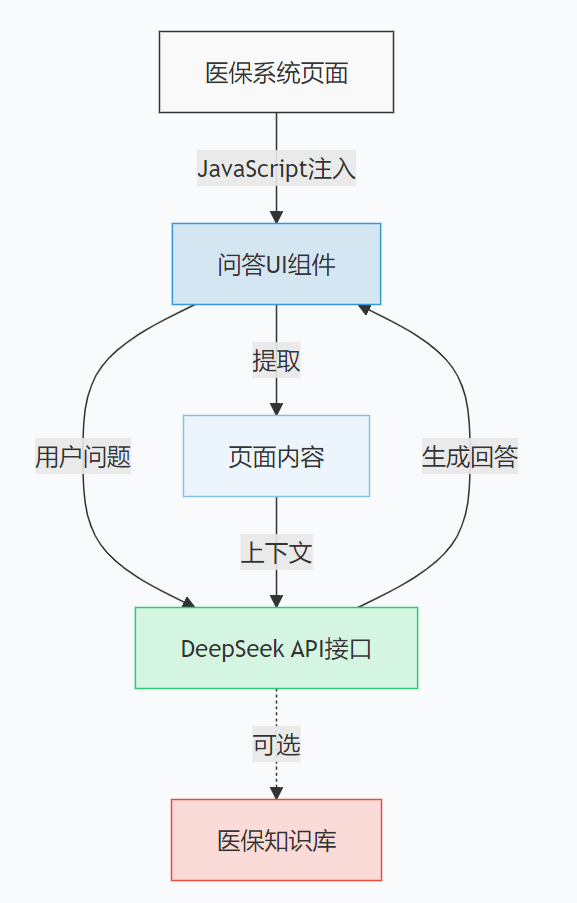 医保系统页面
JavaScript注入
问答UI组件
提取
用户问题
页面内容
生成回答
上下文
DeepSeek API接口
可选
医保知识库